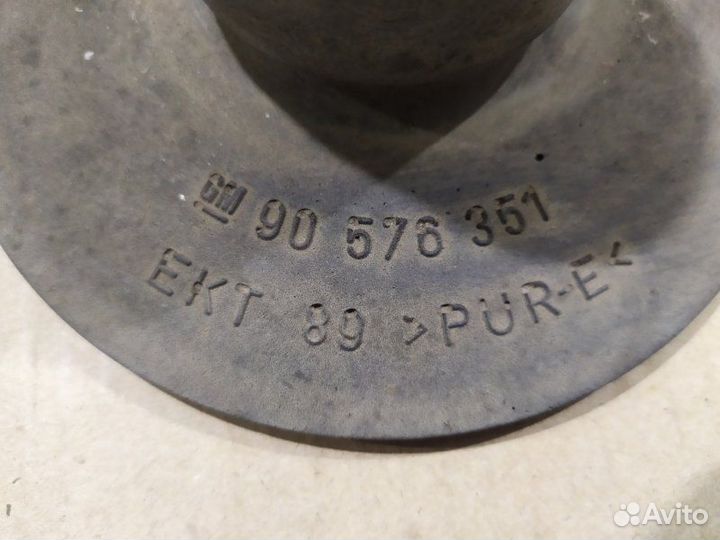 GM 90 576 351
EKT 89 >PUR-E<
Avito